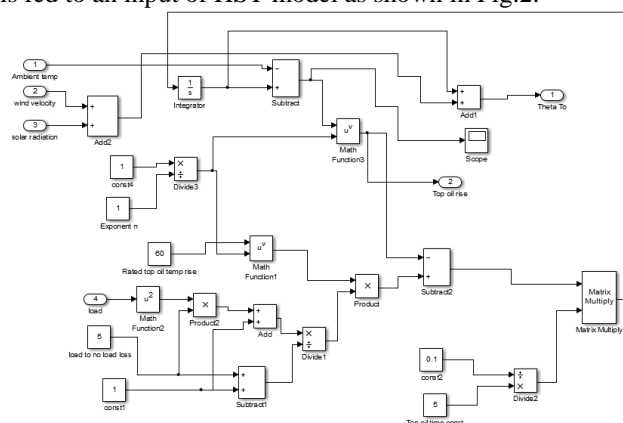 is fed to an input of HST model as shown in Fig.2.
1
Ambient temp
2
wind velocity
3
solar radiation
+
+
Add2
1
s
Integrator
−
+
Subtract
+
+
Add1
1
Theta To
Scope
u^v
Math
Function3
2
Top oil rise
1
const4
×
÷
Divide3
1
Exponent n
60
Rated top oil temp rise
u^v
Math
Function1
×
Product
−
+
Subtract2
Matrix
Multiply
Matrix Multiply
4
load
u²
Math
Function2
×
Product2
+
+
Add
×
÷
Divide1
5
load to no load loss
1
const1
+
+
Subtract1
0.1
const2
5
Top oil time const
÷
×
Divide2